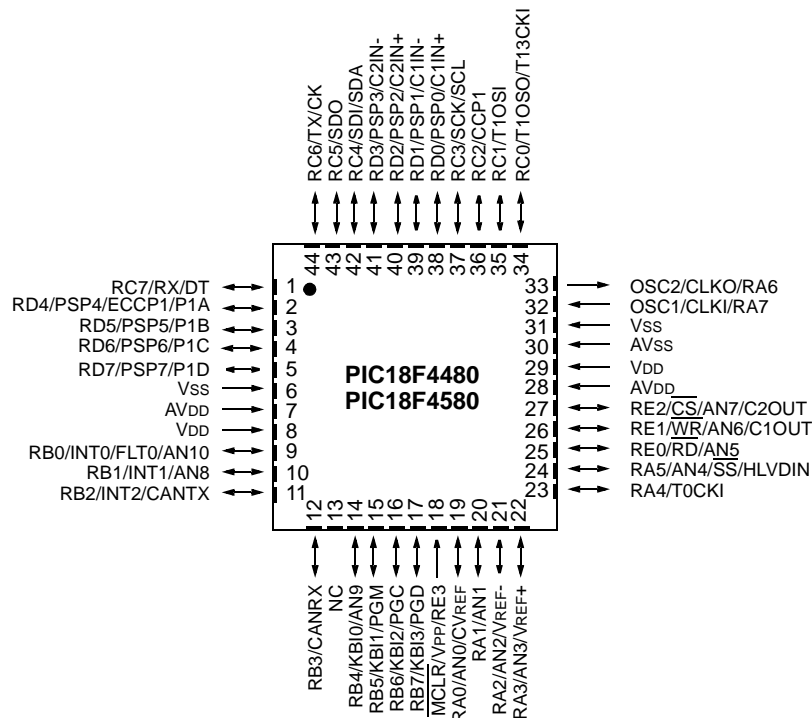 RC6/TX/CK
RC5/SDO
RC4/SDI/SDA
RD3/PSP3/C2IN-
RD2/PSP2/C2IN+
RD1/PSP1/C1IN-
RD0/PSP0/C1IN+
RC3/SCK/SCL
RC2/CCP1
RC1/T1OSI
RC0/T1OSO/T13CKI
44
43
42
41
40
39
38
37
36
35
34
RC7/RX/DT 1
RD4/PSP4/ECCP1/P1A 2
RD5/PSP5/P1B 3
RD6/PSP6/P1C 4
RD7/PSP7/P1D 5
VSS 6
AVDD 7
VDD 8
RB0/INT0/FLT0/AN10 9
RB1/INT1/AN8 10
RB2/INT2/CANTX 11
PIC18F4480
PIC18F4580
33 OSC2/CLKO/RA6
32 OSC1/CLKI/RA7
31 VSS
30 AVSS
29 VDD
28 AVDD
27 RE2/CS/AN7/C2OUT
26 RE1/WR/AN6/C1OUT
25 RE0/RD/AN5
24 RA5/AN4/SS/HLVDIN
23 RA4/T0CKI
12
13
14
15
16
17
18
19
20
21
22
RB3/CANRX
NC
RB4/KBI0/AN9
RB5/KBI1/PGM
RB6/KBI2/PGC
RB7/KBI3/PGD
MCLR/VPP/RE3
RA0/AN0/CVREF
RA1/AN1
RA2/AN2/VREF-
RA3/AN3/VREF+